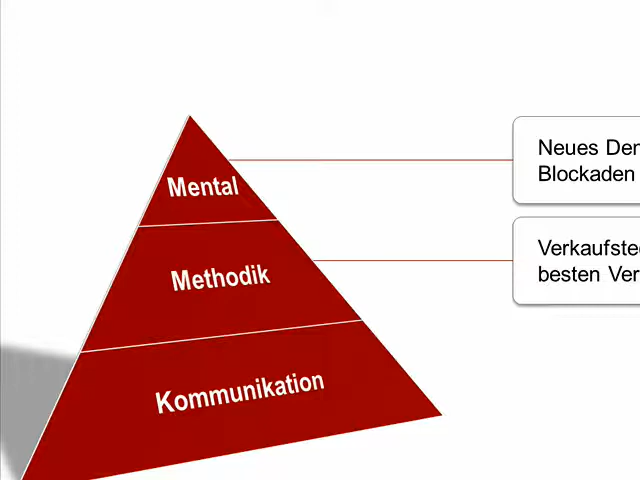 Mental
Neues
Blockaden
Methodik
besten
Kommunikation